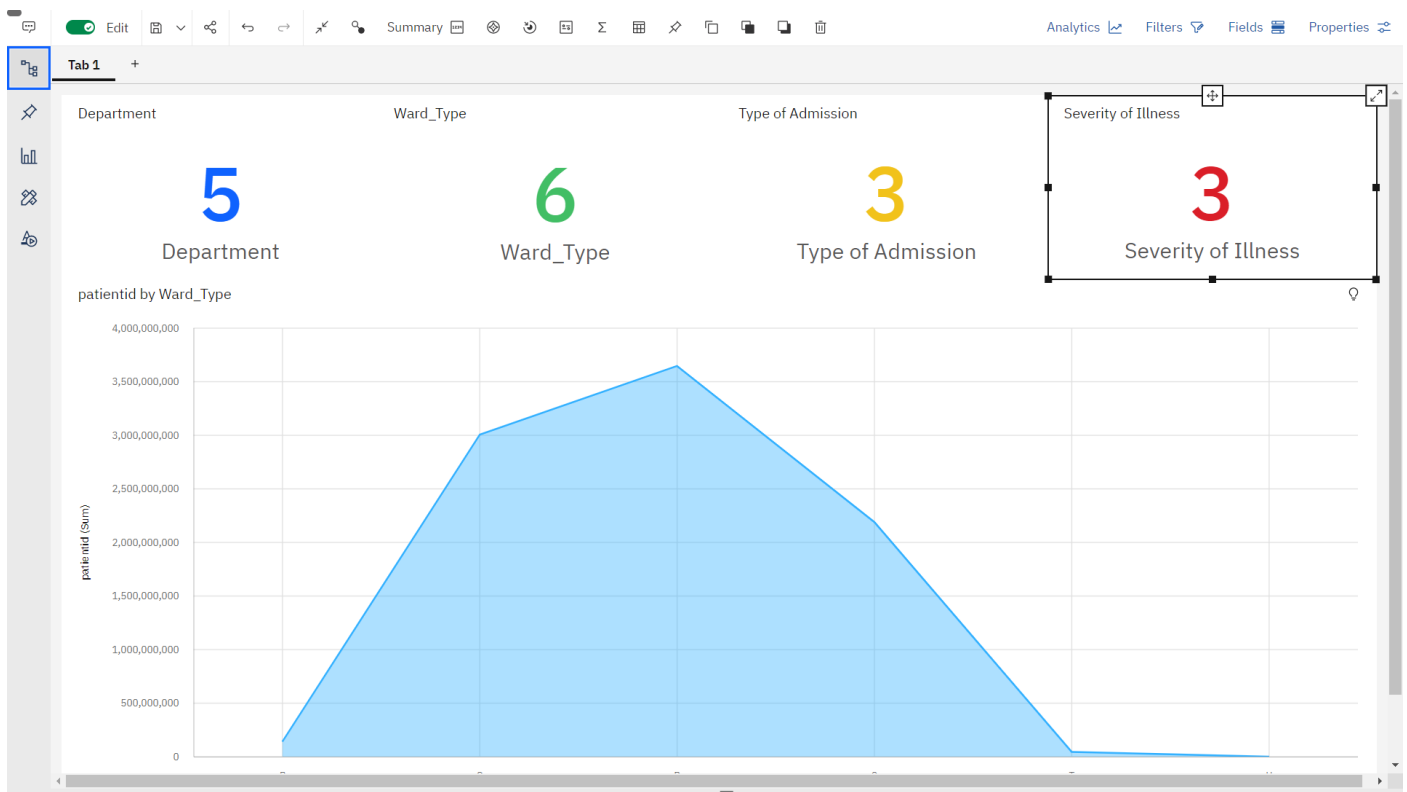 Edit Summary Analytics Filters Fields Properties
Tab 1 +
Department Ward_Type Type of Admission Severity of Illness
5 6 3 3
Department Ward_Type Type of Admission Severity of Illness
patientid by Ward_Type
4,000,000,000
3,500,000,000
3,000,000,000
2,500,000,000
2,000,000,000
1,500,000,000
1,000,000,000
500,000,000
0
patientid (Sum)